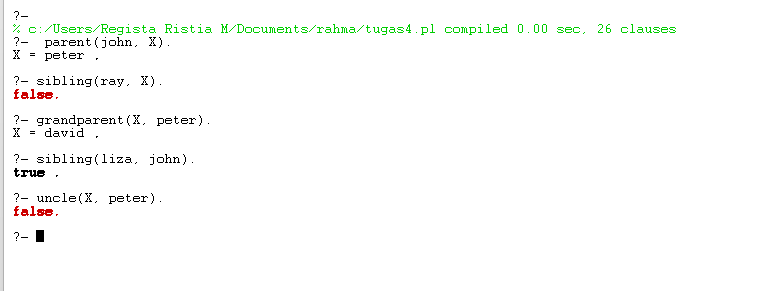 ?-
% c:/Users/Regista Ristia M/Documents/rahma/tugas4.pl compiled 0.00 sec, 26 clauses
?-  parent(john, X).
X = peter .
?- sibling(ray, X).
false.
?- grandparent(X, peter).
X = david .
?- sibling(liza, john).
true .
?- uncle(X, peter).
false.
?-